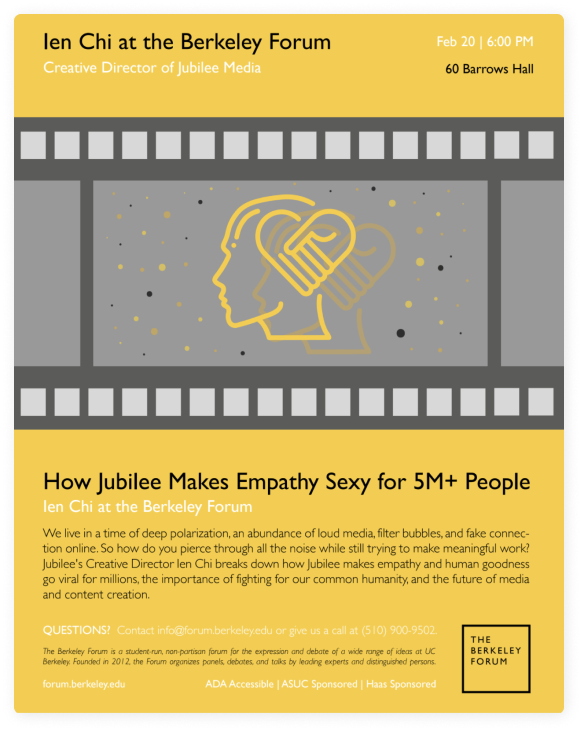 Ien Chi at the Berkeley Forum
Feb 20 | 6:00 PM
Creative Director of Jubilee Media
60 Barrows Hall
How Jubilee Makes Empathy Sexy for 5M+ People
Ien Chi at the Berkeley Forum
We live in a time of deep polarization, an abundance of loud media, filter bubbles, and fake connec-
tion online. So how do you pierce through all the noise while still trying to make meaningful work?
Jubilee's Creative Director Ien Chi breaks down how Jubilee makes empathy and human goodness
go viral for millions, the importance of fighting for our common humanity, and the future of media
and content creation.
QUESTIONS? Contact info@forum.berkeley.edu or give us a call at (510) 900-9502.
The Berkeley Forum is a student-run, non-partisan forum for the expression and debate of a wide range of ideas at UC
Berkeley. Founded in 2012, the Forum organizes panels, debates, and talks by leading experts and distinguished persons.
forum.berkeley.edu
ADA Accessible | ASUC Sponsored | Haas Sponsored
THE
BERKELEY
FORUM